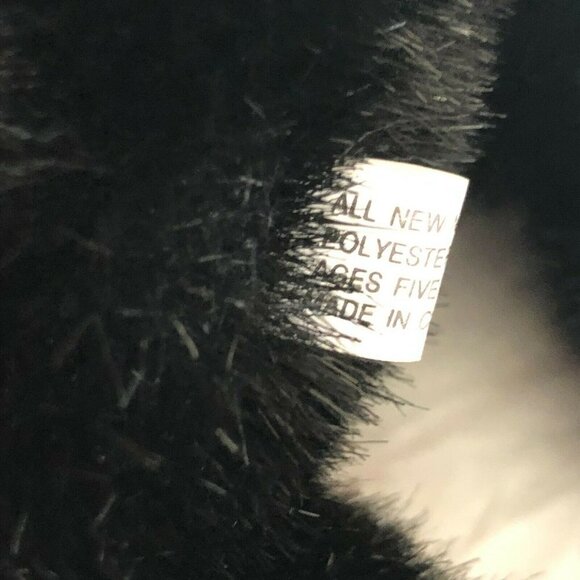 ALL NEW
POLYESTE
AGES FIVE
MADE IN C